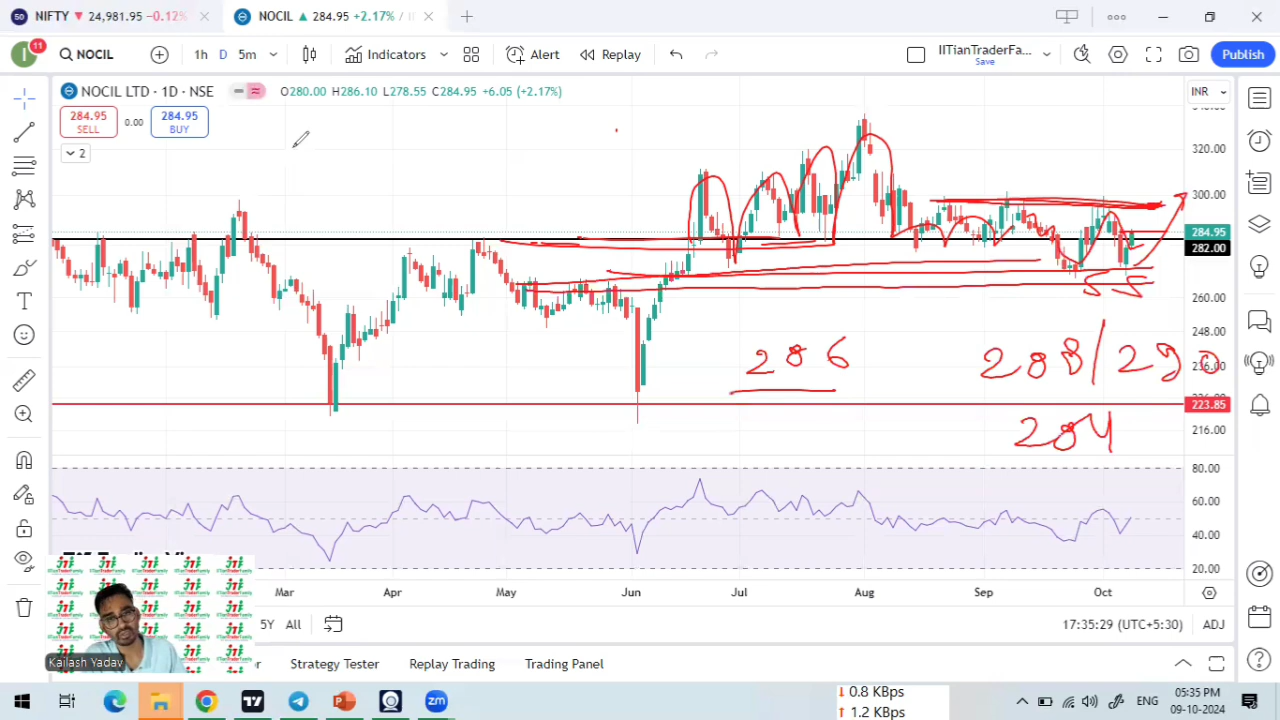 NIFTY ▼ 24,981.95 −0.12%
NOCIL ▲ 284.95 +2.17%
11
NOCIL
1h D 5m
Indicators
Alert
Replay
IITianTraderFa...
Save
Publish
NOCIL LTD · 1D · NSE
O280.00 H286.10 L278.55 C284.95 +6.05 (+2.17%)
INR
284.95
SELL
0.00
284.95
BUY
2
320.00
300.00
284.95
282.00
260.00
248.00
236.00
223.85
216.00
80.00
60.00
40.00
20.00
286
288/290
284
S.S
Mar Apr May Jun Jul Aug Sep Oct
5Y All
17:35:29 (UTC+5:30) ADJ
Kailash Yadav
Strategy Tester
Replay Trading
Trading Panel
↓ 0.8 KBps
↑ 1.2 KBps
ENG
05:35 PM
09-10-2024